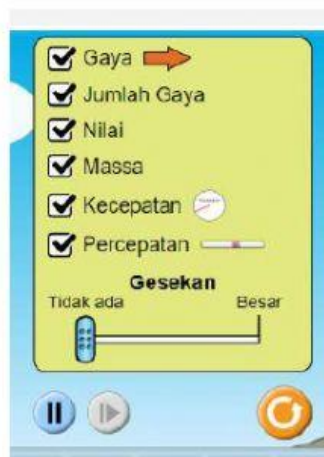 Gaya
Jumlah Gaya
Nilai
Massa
Kecepatan
Percepatan
Gesekan
Tidak ada Besar